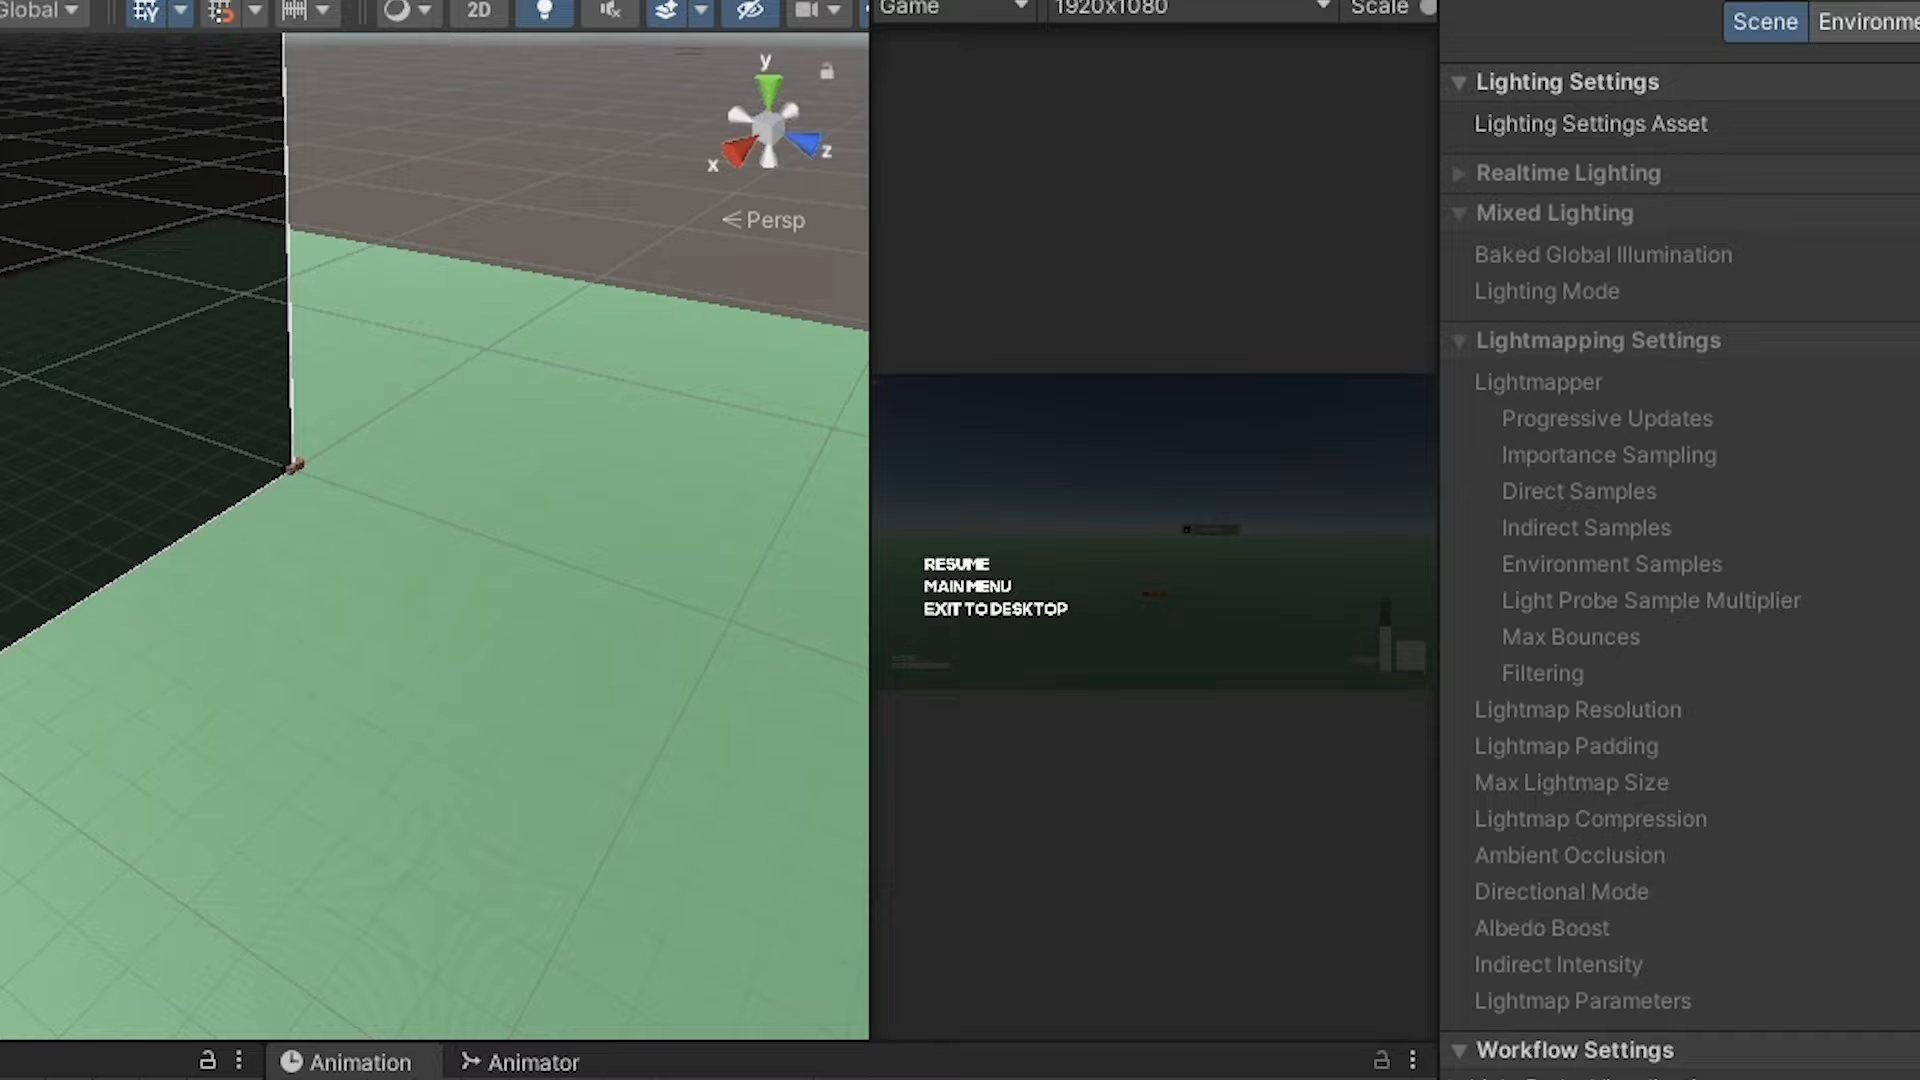 Global
2D
Game
1920x1080
Scale
Scene
Environme
y
x
z
Persp
Lighting Settings
Lighting Settings Asset
Realtime Lighting
Mixed Lighting
Baked Global Illumination
Lighting Mode
Lightmapping Settings
Lightmapper
Progressive Updates
Importance Sampling
Direct Samples
Indirect Samples
Environment Samples
Light Probe Sample Multiplier
Max Bounces
Filtering
Lightmap Resolution
Lightmap Padding
Max Lightmap Size
Lightmap Compression
Ambient Occlusion
Directional Mode
Albedo Boost
Indirect Intensity
Lightmap Parameters
Workflow Settings
RESUME
MAIN MENU
EXIT TO DESKTOP
Animation
Animator